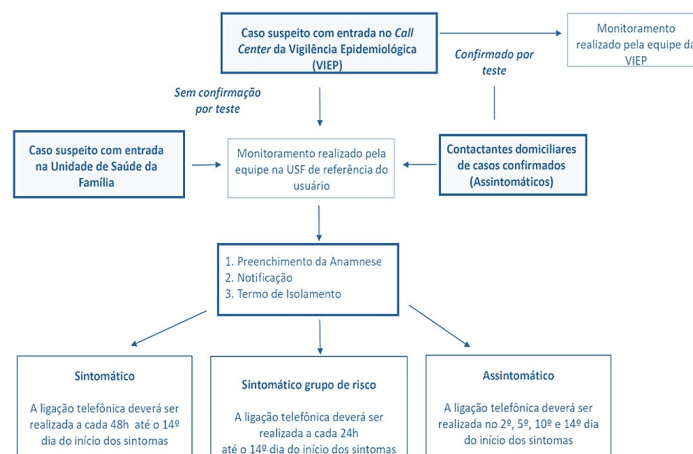 Caso suspeito com entrada no Call
Center da Vigilência Epidemiológica
(VIEP)
Monitoramento
realizado pela equipe da
VIEP
Confirmado por
teste
Sem confirmação
por teste
Caso suspeito com entrada
na Unidade de Saúde da
Família
Monitoramento realizado pela
equipe na USF de referência do
usuário
Contactantes domiciliares
de casos confirmados
(Assintomáticos)
1. Preenchimento da Anamnese
2. Notificação
3. Termo de Isolamento
Sintomático
A ligação telefônica deverá ser
realizada a cada 48h até o 14º
dia do início dos sintomas
Sintomático grupo de risco
A ligação telefônica deverá ser
realizada a cada 24h
até o 14º dia do início dos sintomas
Assintomático
A ligação telefônica deverá ser
realizada no 2º, 5º, 10º e 14º dia
do início dos sintomas